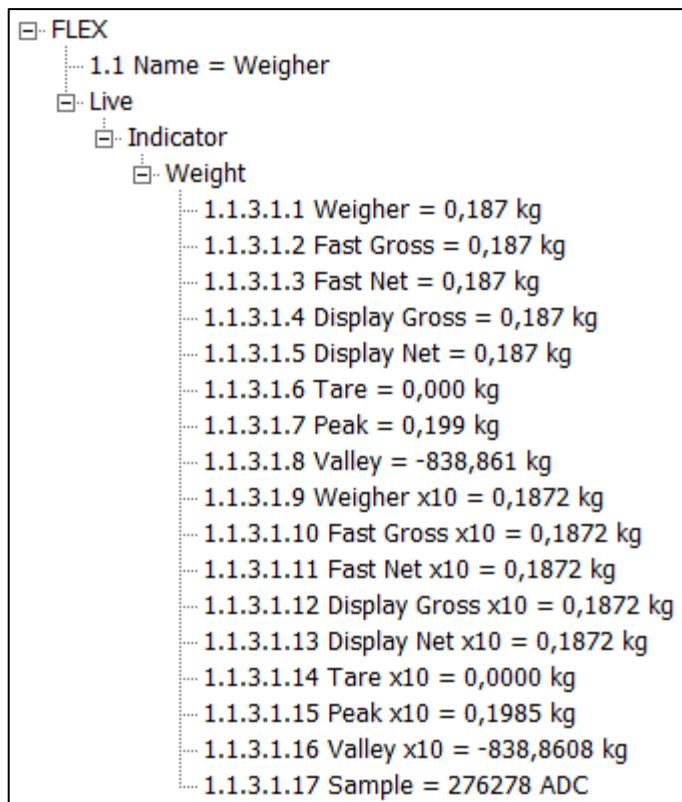 FLEX
1.1 Name = Weigher
Live
Indicator
Weight
1.1.3.1.1 Weigher = 0,187 kg
1.1.3.1.2 Fast Gross = 0,187 kg
1.1.3.1.3 Fast Net = 0,187 kg
1.1.3.1.4 Display Gross = 0,187 kg
1.1.3.1.5 Display Net = 0,187 kg
1.1.3.1.6 Tare = 0,000 kg
1.1.3.1.7 Peak = 0,199 kg
1.1.3.1.8 Valley = -838,861 kg
1.1.3.1.9 Weigher x10 = 0,1872 kg
1.1.3.1.10 Fast Gross x10 = 0,1872 kg
1.1.3.1.11 Fast Net x10 = 0,1872 kg
1.1.3.1.12 Display Gross x10 = 0,1872 kg
1.1.3.1.13 Display Net x10 = 0,1872 kg
1.1.3.1.14 Tare x10 = 0,0000 kg
1.1.3.1.15 Peak x10 = 0,1985 kg
1.1.3.1.16 Valley x10 = -838,8608 kg
1.1.3.1.17 Sample = 276278 ADC